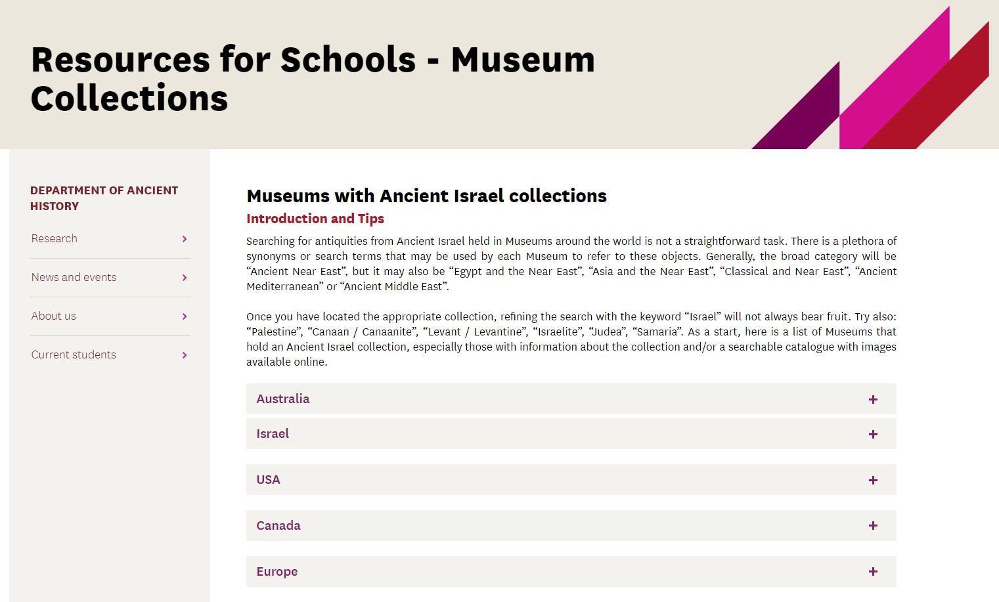 Resources for Schools - Museum
Collections
DEPARTMENT OF ANCIENT
HISTORY
Research
News and events
About us
Current students
Museums with Ancient Israel collections
Introduction and Tips
Searching for antiquities from Ancient Israel held in Museums around the world is not a straightforward task. There is a plethora of
synonyms or search terms that may be used by each Museum to refer to these objects. Generally, the broad category will be
“Ancient Near East”, but it may also be “Egypt and the Near East”, “Asia and the Near East”, “Classical and Near East”, “Ancient
Mediterranean” or “Ancient Middle East”.
Once you have located the appropriate collection, refining the search with the keyword “Israel” will not always bear fruit. Try also:
“Palestine”, “Canaan / Canaanite”, “Levant / Levantine”, “Israelite”, “Judea”, “Samaria”. As a start, here is a list of Museums that
hold an Ancient Israel collection, especially those with information about the collection and/or a searchable catalogue with images
available online.
Australia +
Israel +
USA +
Canada +
Europe +